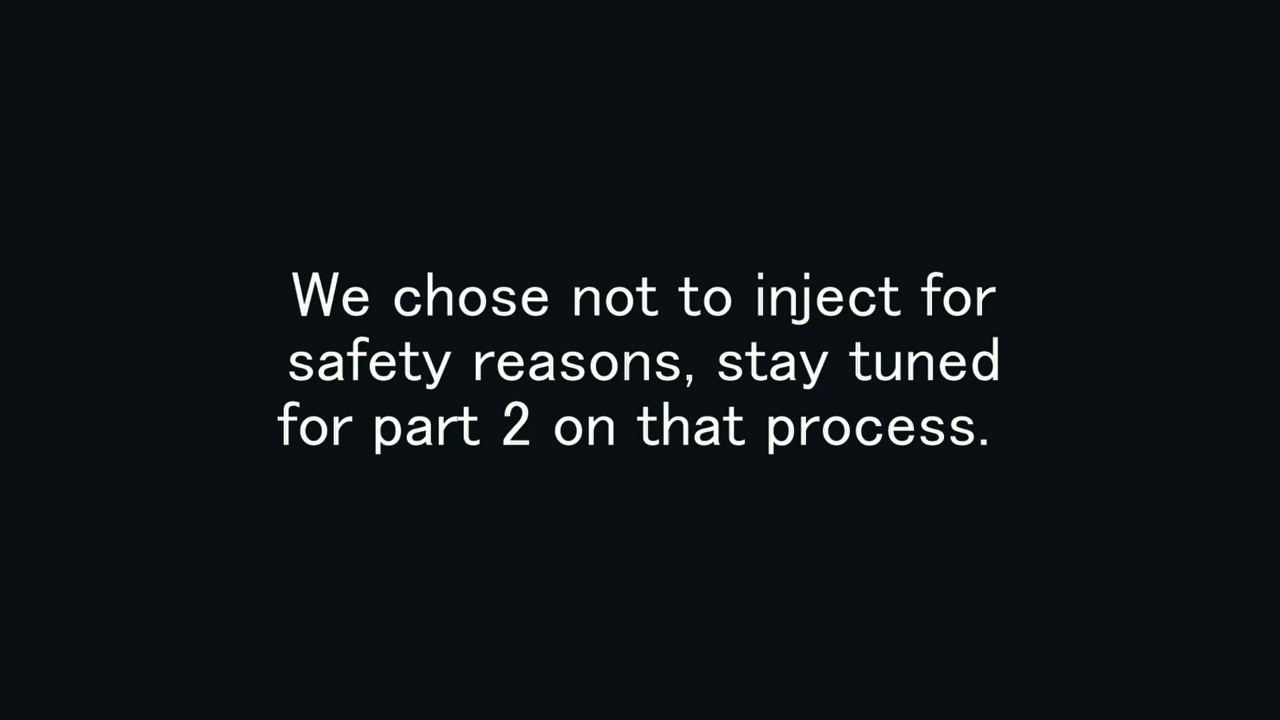 We chose not to inject for
safety reasons, stay tuned
for part 2 on that process.